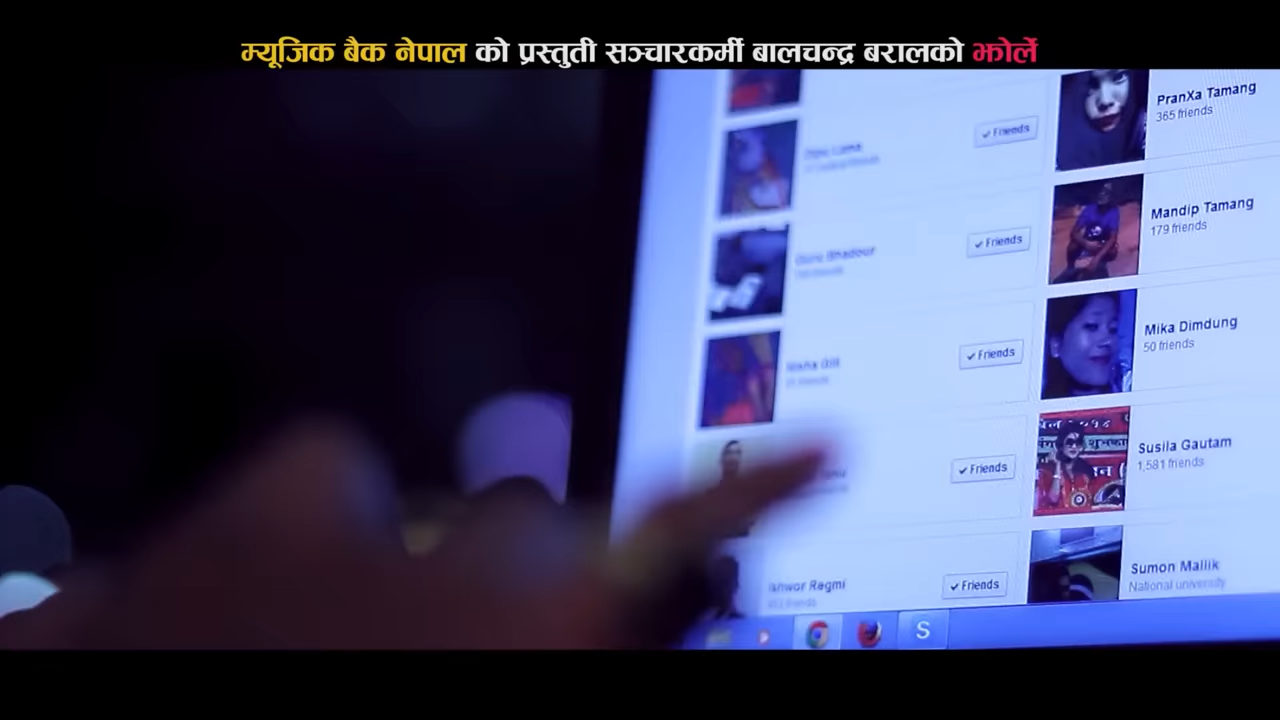 म्यूजिक बैक नेपाल को प्रस्तुती सञ्चारकर्मी बालचन्द्र बरालको झोर्ले
PranXa Tamang
365 friends
Friends
Mandip Tamang
179 friends
Friends
Mika Dimdung
50 friends
Friends
Susila Gautam
1,581 friends
Friends
Ishwor Regmi
Friends
Sumon Mallik
National university
S